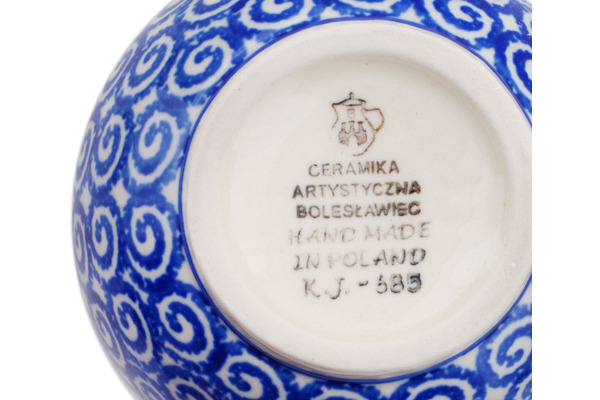 CERAMIKA
ARTYSTYCZNA
BOLESŁAWIEC
HAND MADE
IN POLAND
K.J. - 685